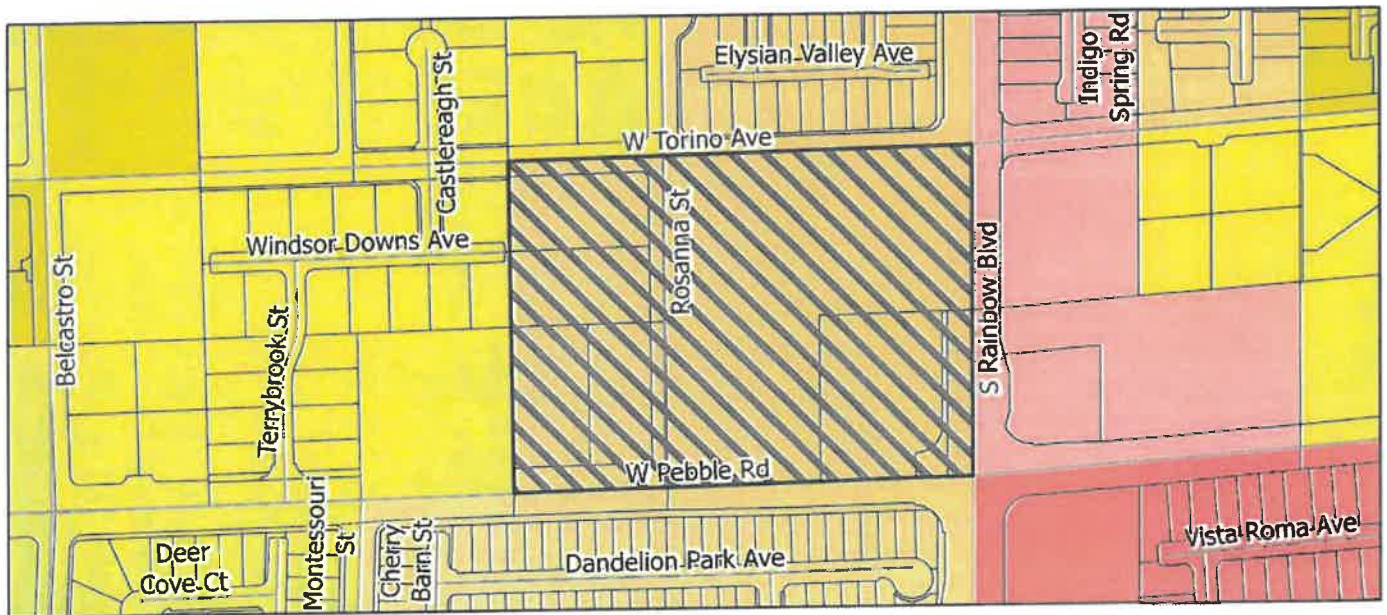 Elysian Valley Ave
Indigo
Spring Rd
Castlereagh St
W Torino Ave
Windsor Downs Ave
Rosanna St
Belcastro St
Terrybrook St
S Rainbow Blvd
W Pebble Rd
Montessouri
St
Cherry
Barn St
Deer
Cove Ct
Dandelion Park Ave
Vista Roma Ave